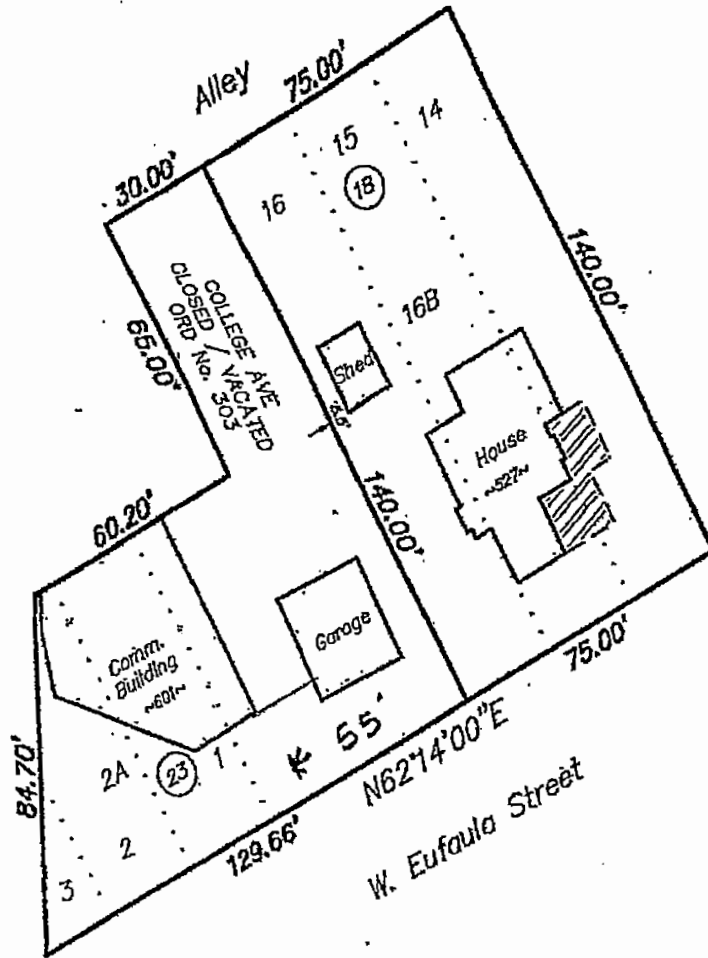 Alley
75.00'
30.00'
14
15
18
16
140.00'
COLLEGE AVE
CLOSED / VACATED
ORD No. 303
65.00'
16B
Shed
House
~527~
60.20'
140.00'
Garage
Comm.
Building
~601~
75.00'
55'
N62°14'00"E
84.70'
2A
23
1
2
3
129.66'
W. Eufaula Street